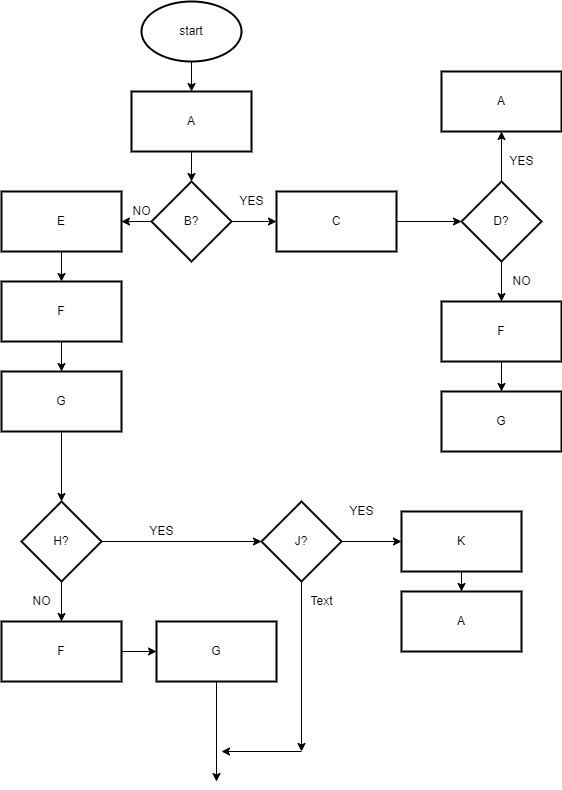 start
A
A
YES
B?
NO
YES
E
C
D?
NO
F
F
G
G
H?
YES
J?
YES
K
NO
Text
A
F
G